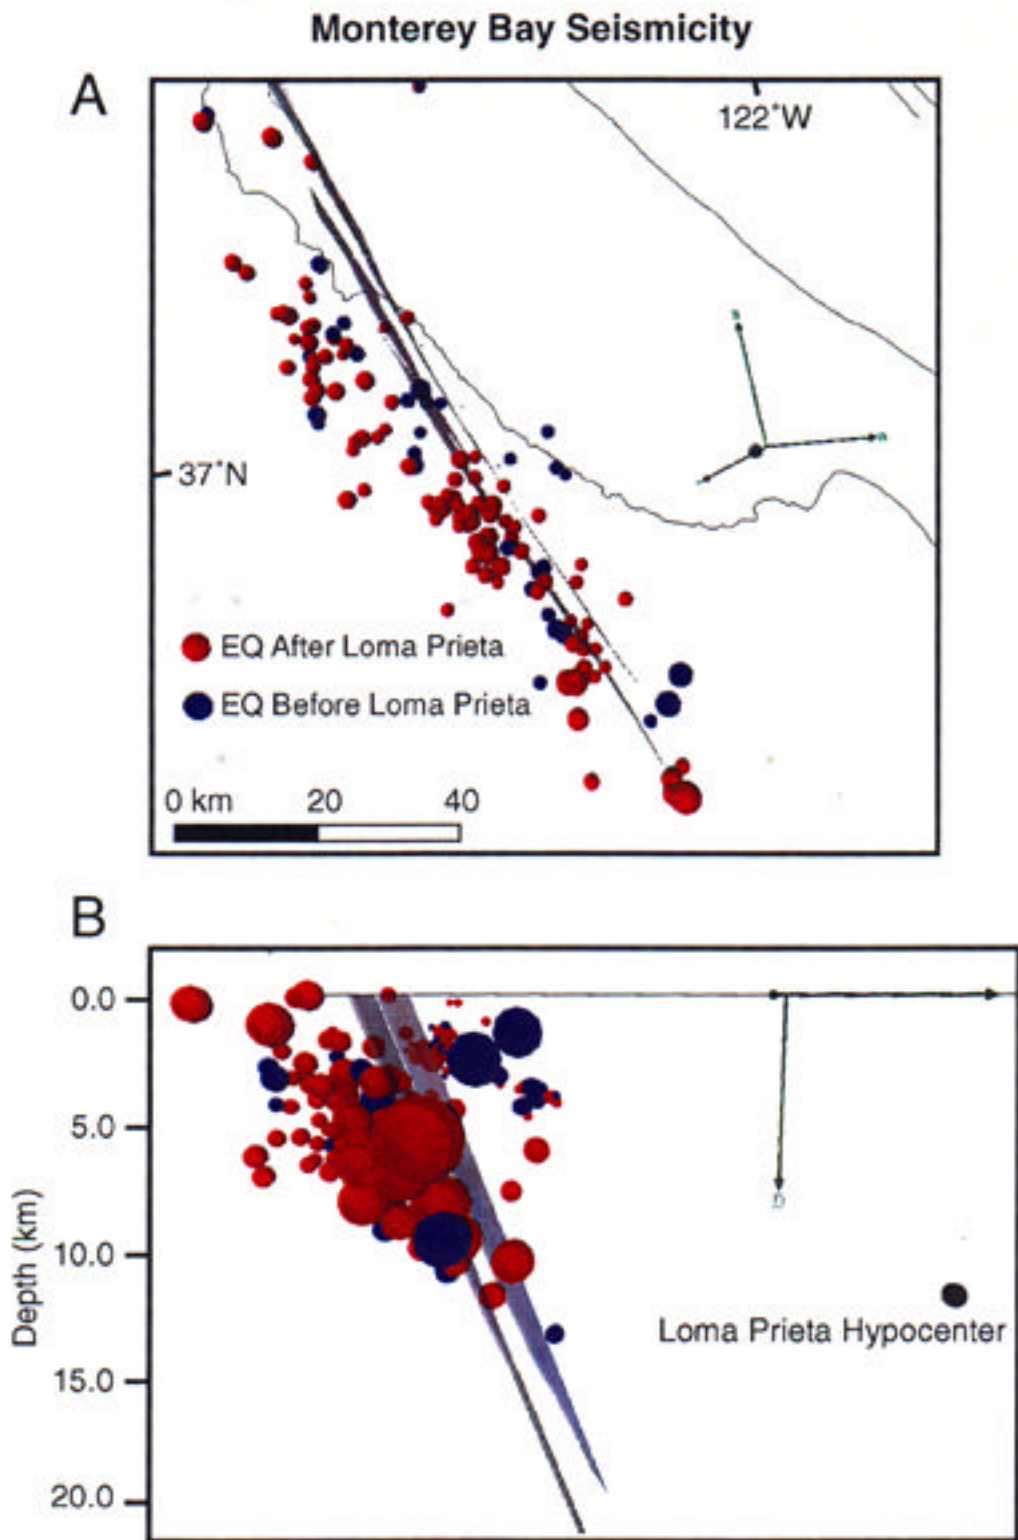 Monterey Bay Seismicity
A
122°W
37°N
EQ After Loma Prieta
EQ Before Loma Prieta
0 km 20 40
B
0.0
5.0
10.0
15.0
20.0
Depth (km)
D
Loma Prieta Hypocenter